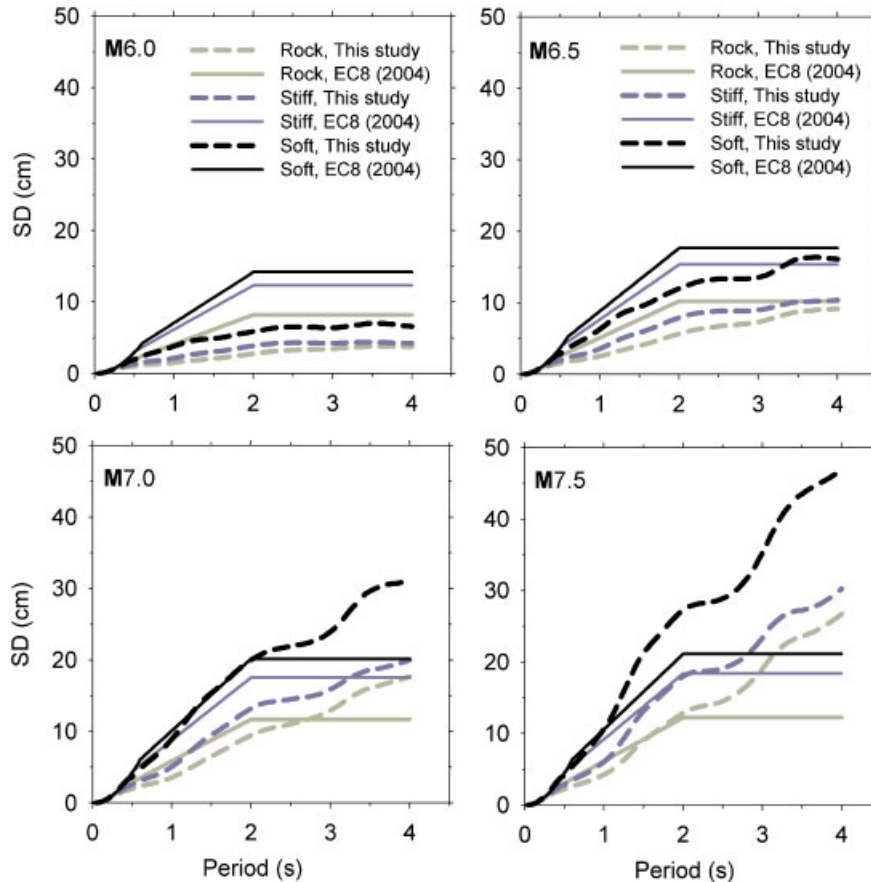 50
40
30
20
10
0
SD (cm)
M6.0
Rock, This study
Rock, EC8 (2004)
Stiff, This study
Stiff, EC8 (2004)
Soft, This study
Soft, EC8 (2004)
0 1 2 3 4
50
40
30
20
10
0
M6.5
Rock, This study
Rock, EC8 (2004)
Stiff, This study
Stiff, EC8 (2004)
Soft, This study
Soft, EC8 (2004)
0 1 2 3 4
50
40
30
20
10
0
SD (cm)
M7.0
0 1 2 3 4
Period (s)
50
40
30
20
10
0
M7.5
0 1 2 3 4
Period (s)